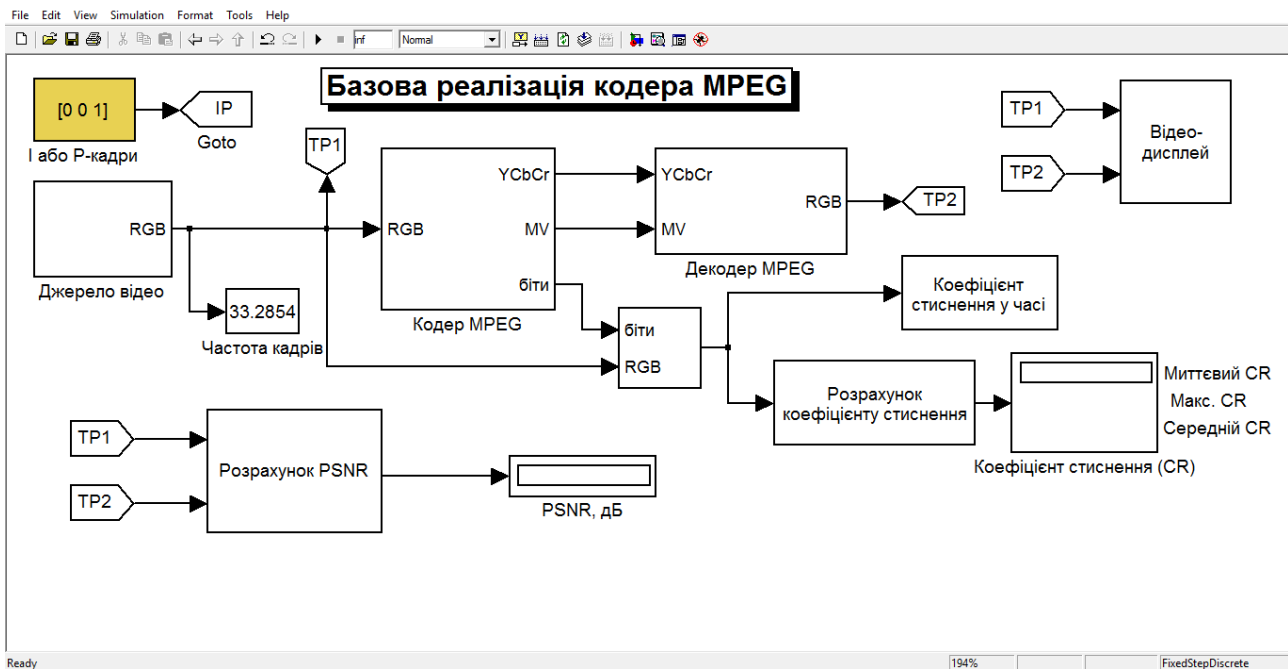 File Edit View Simulation Format Tools Help
inf Normal
Базова реалізація кодера MPEG
[0 0 1]
I або P-кадри
IP
Goto
TP1
TP1
TP2
Відео-
дисплей
RGB
Джерело відео
33.2854
Частота кадрів
RGB
YCbCr
MV
біти
Кодер MPEG
YCbCr
MV
RGB
Декодер MPEG
TP2
біти
RGB
Коефіцієнт
стиснення у часі
Розрахунок
коефіцієнту стиснення
Миттєвий CR
Макс. CR
Середній CR
Коефіцієнт стиснення (CR)
TP1
TP2
Розрахунок PSNR
PSNR, дБ
Ready 194% FixedStepDiscrete